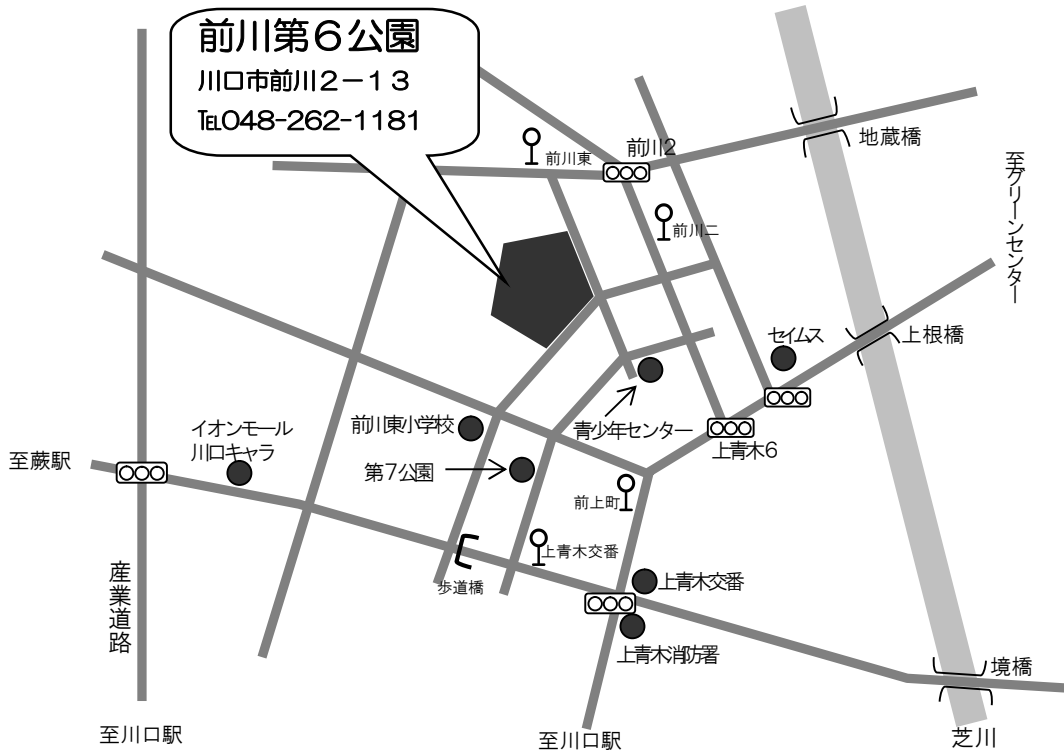 前川第6公園
川口市前川2-13
℡048-262-1181
前川東
前川2
地蔵橋
至グリーンセンター
前川二
セイムス
上根橋
イオンモール
川口キャラ
前川東小学校
青少年センター
上青木6
至蕨駅
第7公園
前上町
上青木交番
歩道橋
産業道路
上青木交番
上青木消防署
境橋
至川口駅
至川口駅
芝川